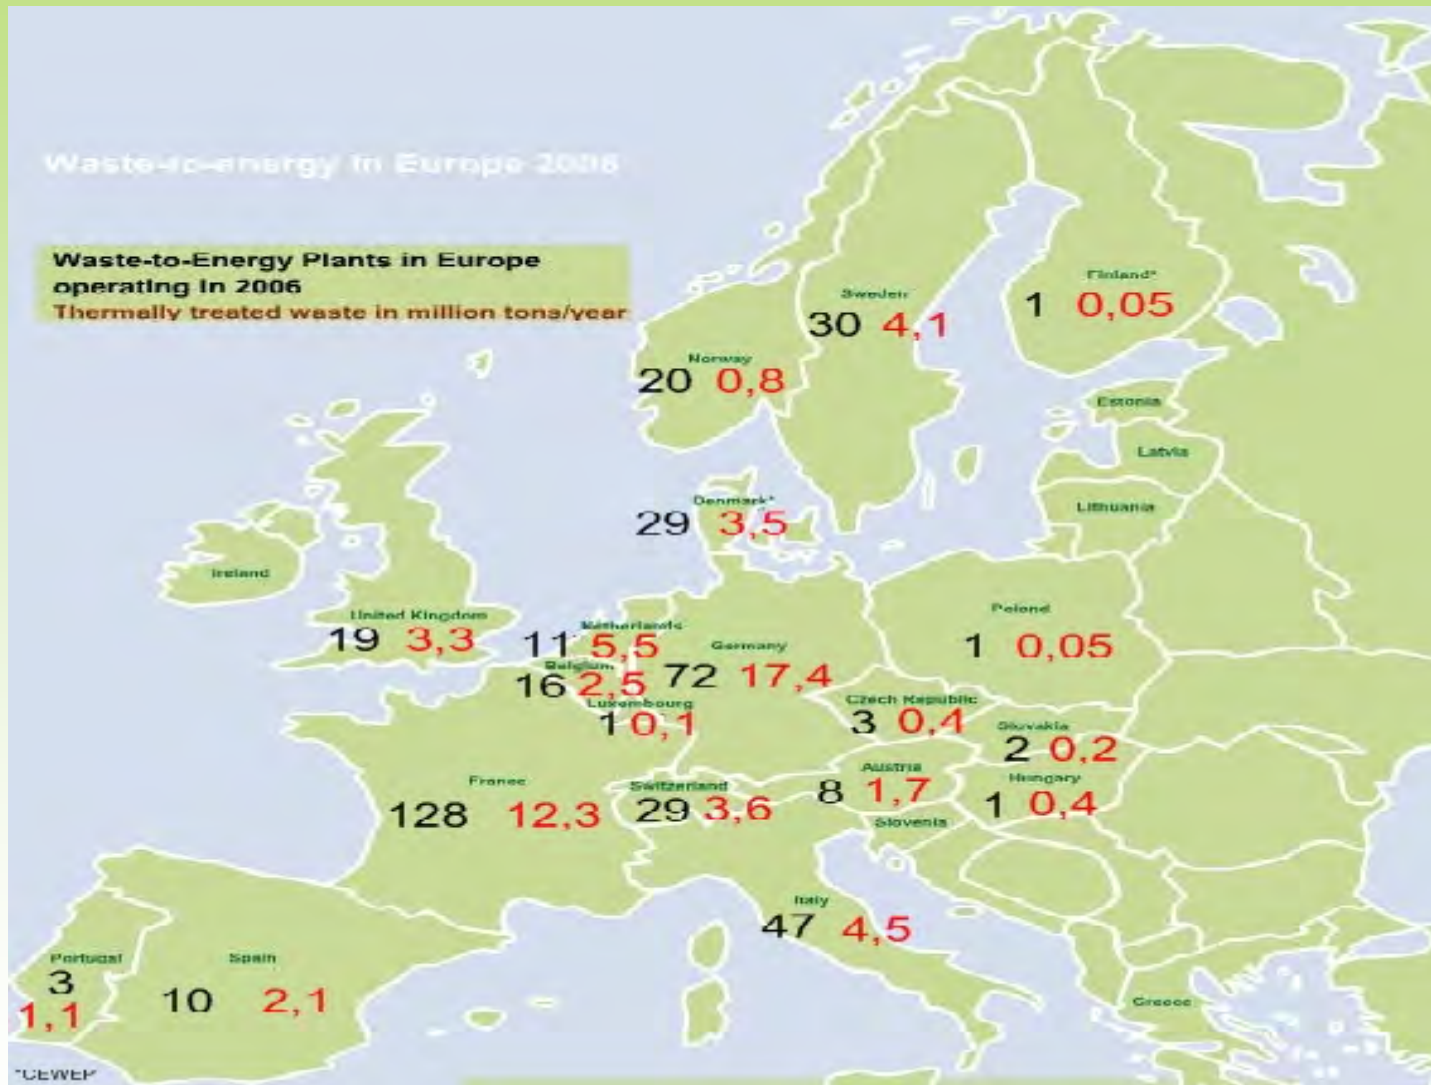 Waste-to-energy in Europe 2006
Waste-to-Energy Plants in Europe
operating in 2006
Thermally treated waste in million tons/year
Finland*
1 0,05
Sweden
30 4,1
Norway
20 0,8
Estonia
Latvia
Lithuania
Denmark*
29 3,5
Ireland
United Kingdom
19 3,3
Netherlands
11 5,5
Belgium
16 2,5
Luxembourg
1 0,1
Germany
72 17,4
Poland
1 0,05
Czech Republic
3 0,4
Slovakia
2 0,2
Austria
8 1,7
Hungary
1 0,4
France
128 12,3
Switzerland
29 3,6
Slovenia
Italy
47 4,5
Portugal
3
1,1
Spain
10 2,1
Greece
*CEWEP